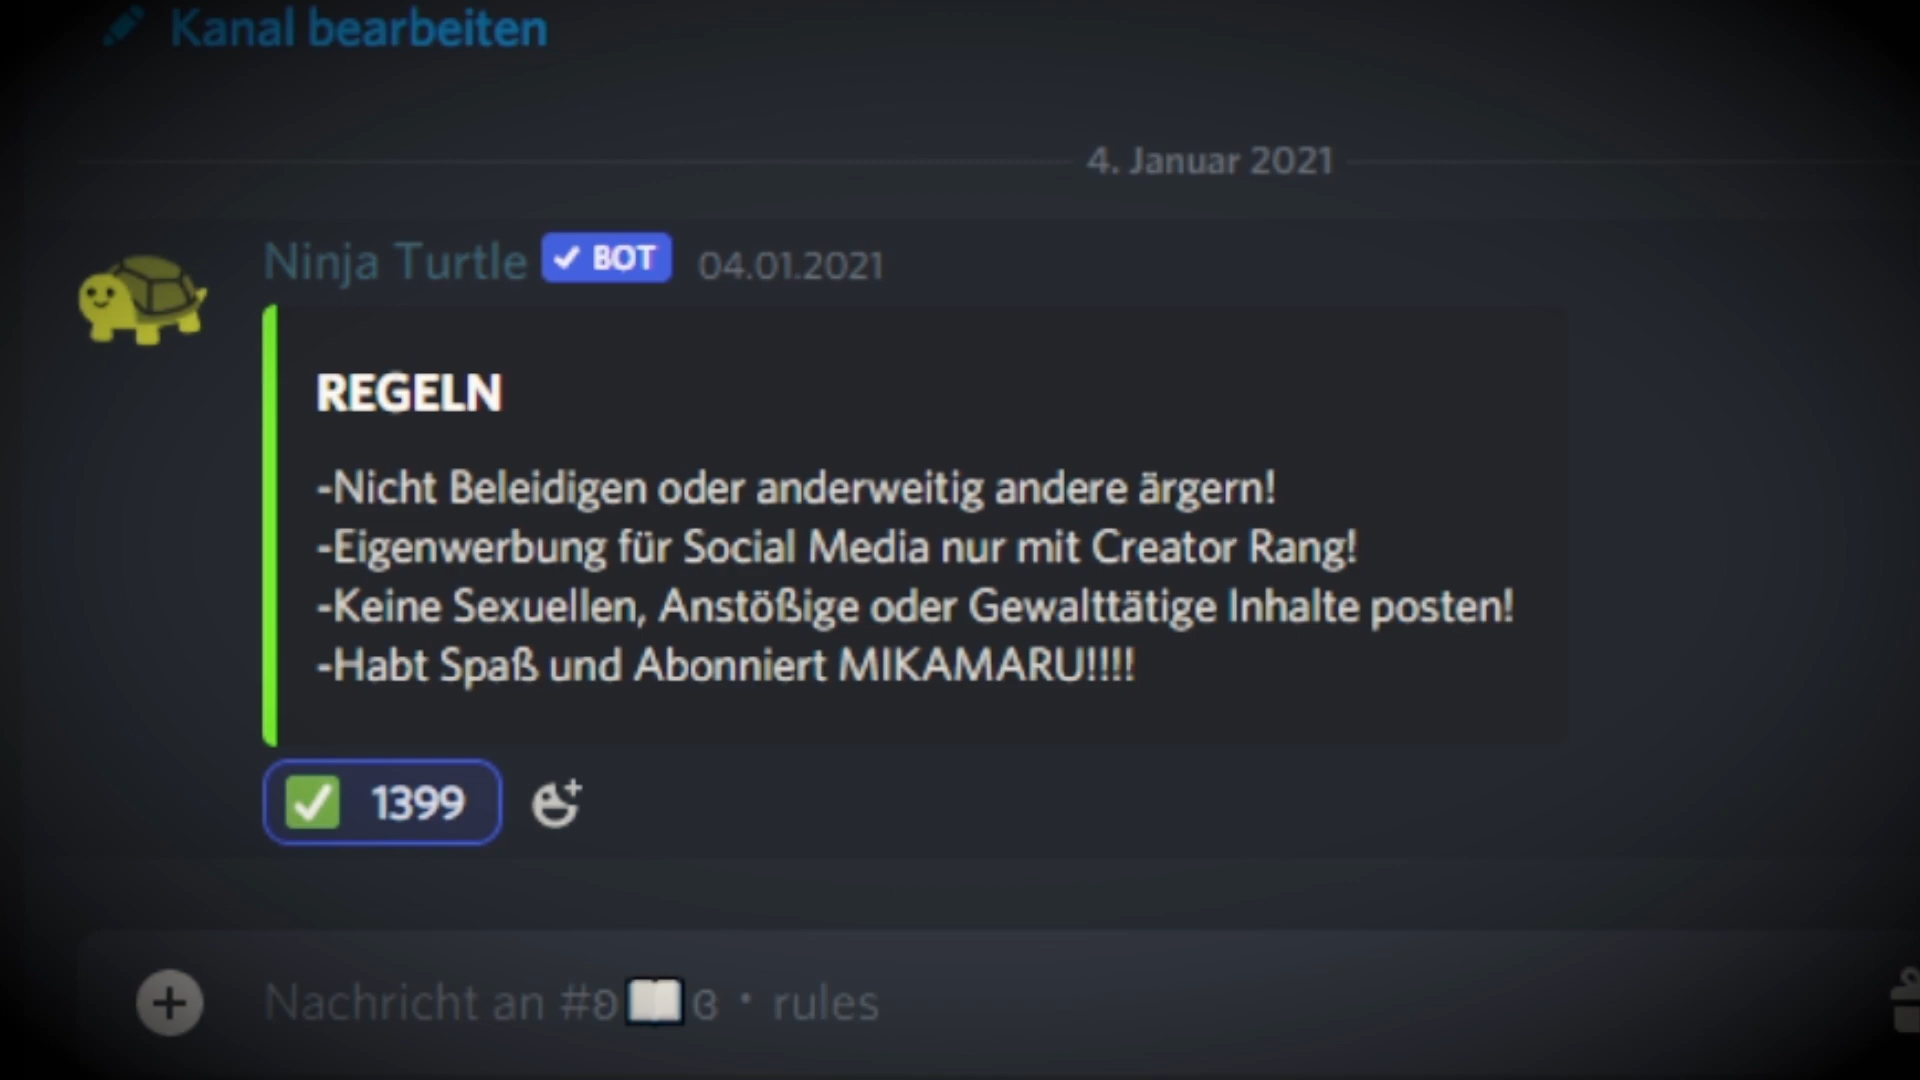 Kanal bearbeiten
4. Januar 2021
Ninja Turtle ✓ BOT 04.01.2021
REGELN
-Nicht Beleidigen oder anderweitig andere ärgern!
-Eigenwerbung für Social Media nur mit Creator Rang!
-Keine Sexuellen, Anstößige oder Gewalttätige Inhalte posten!
-Habt Spaß und Abonniert MIKAMARU!!!!
✅ 1399
Nachricht an #ʚ📖ɞ・rules